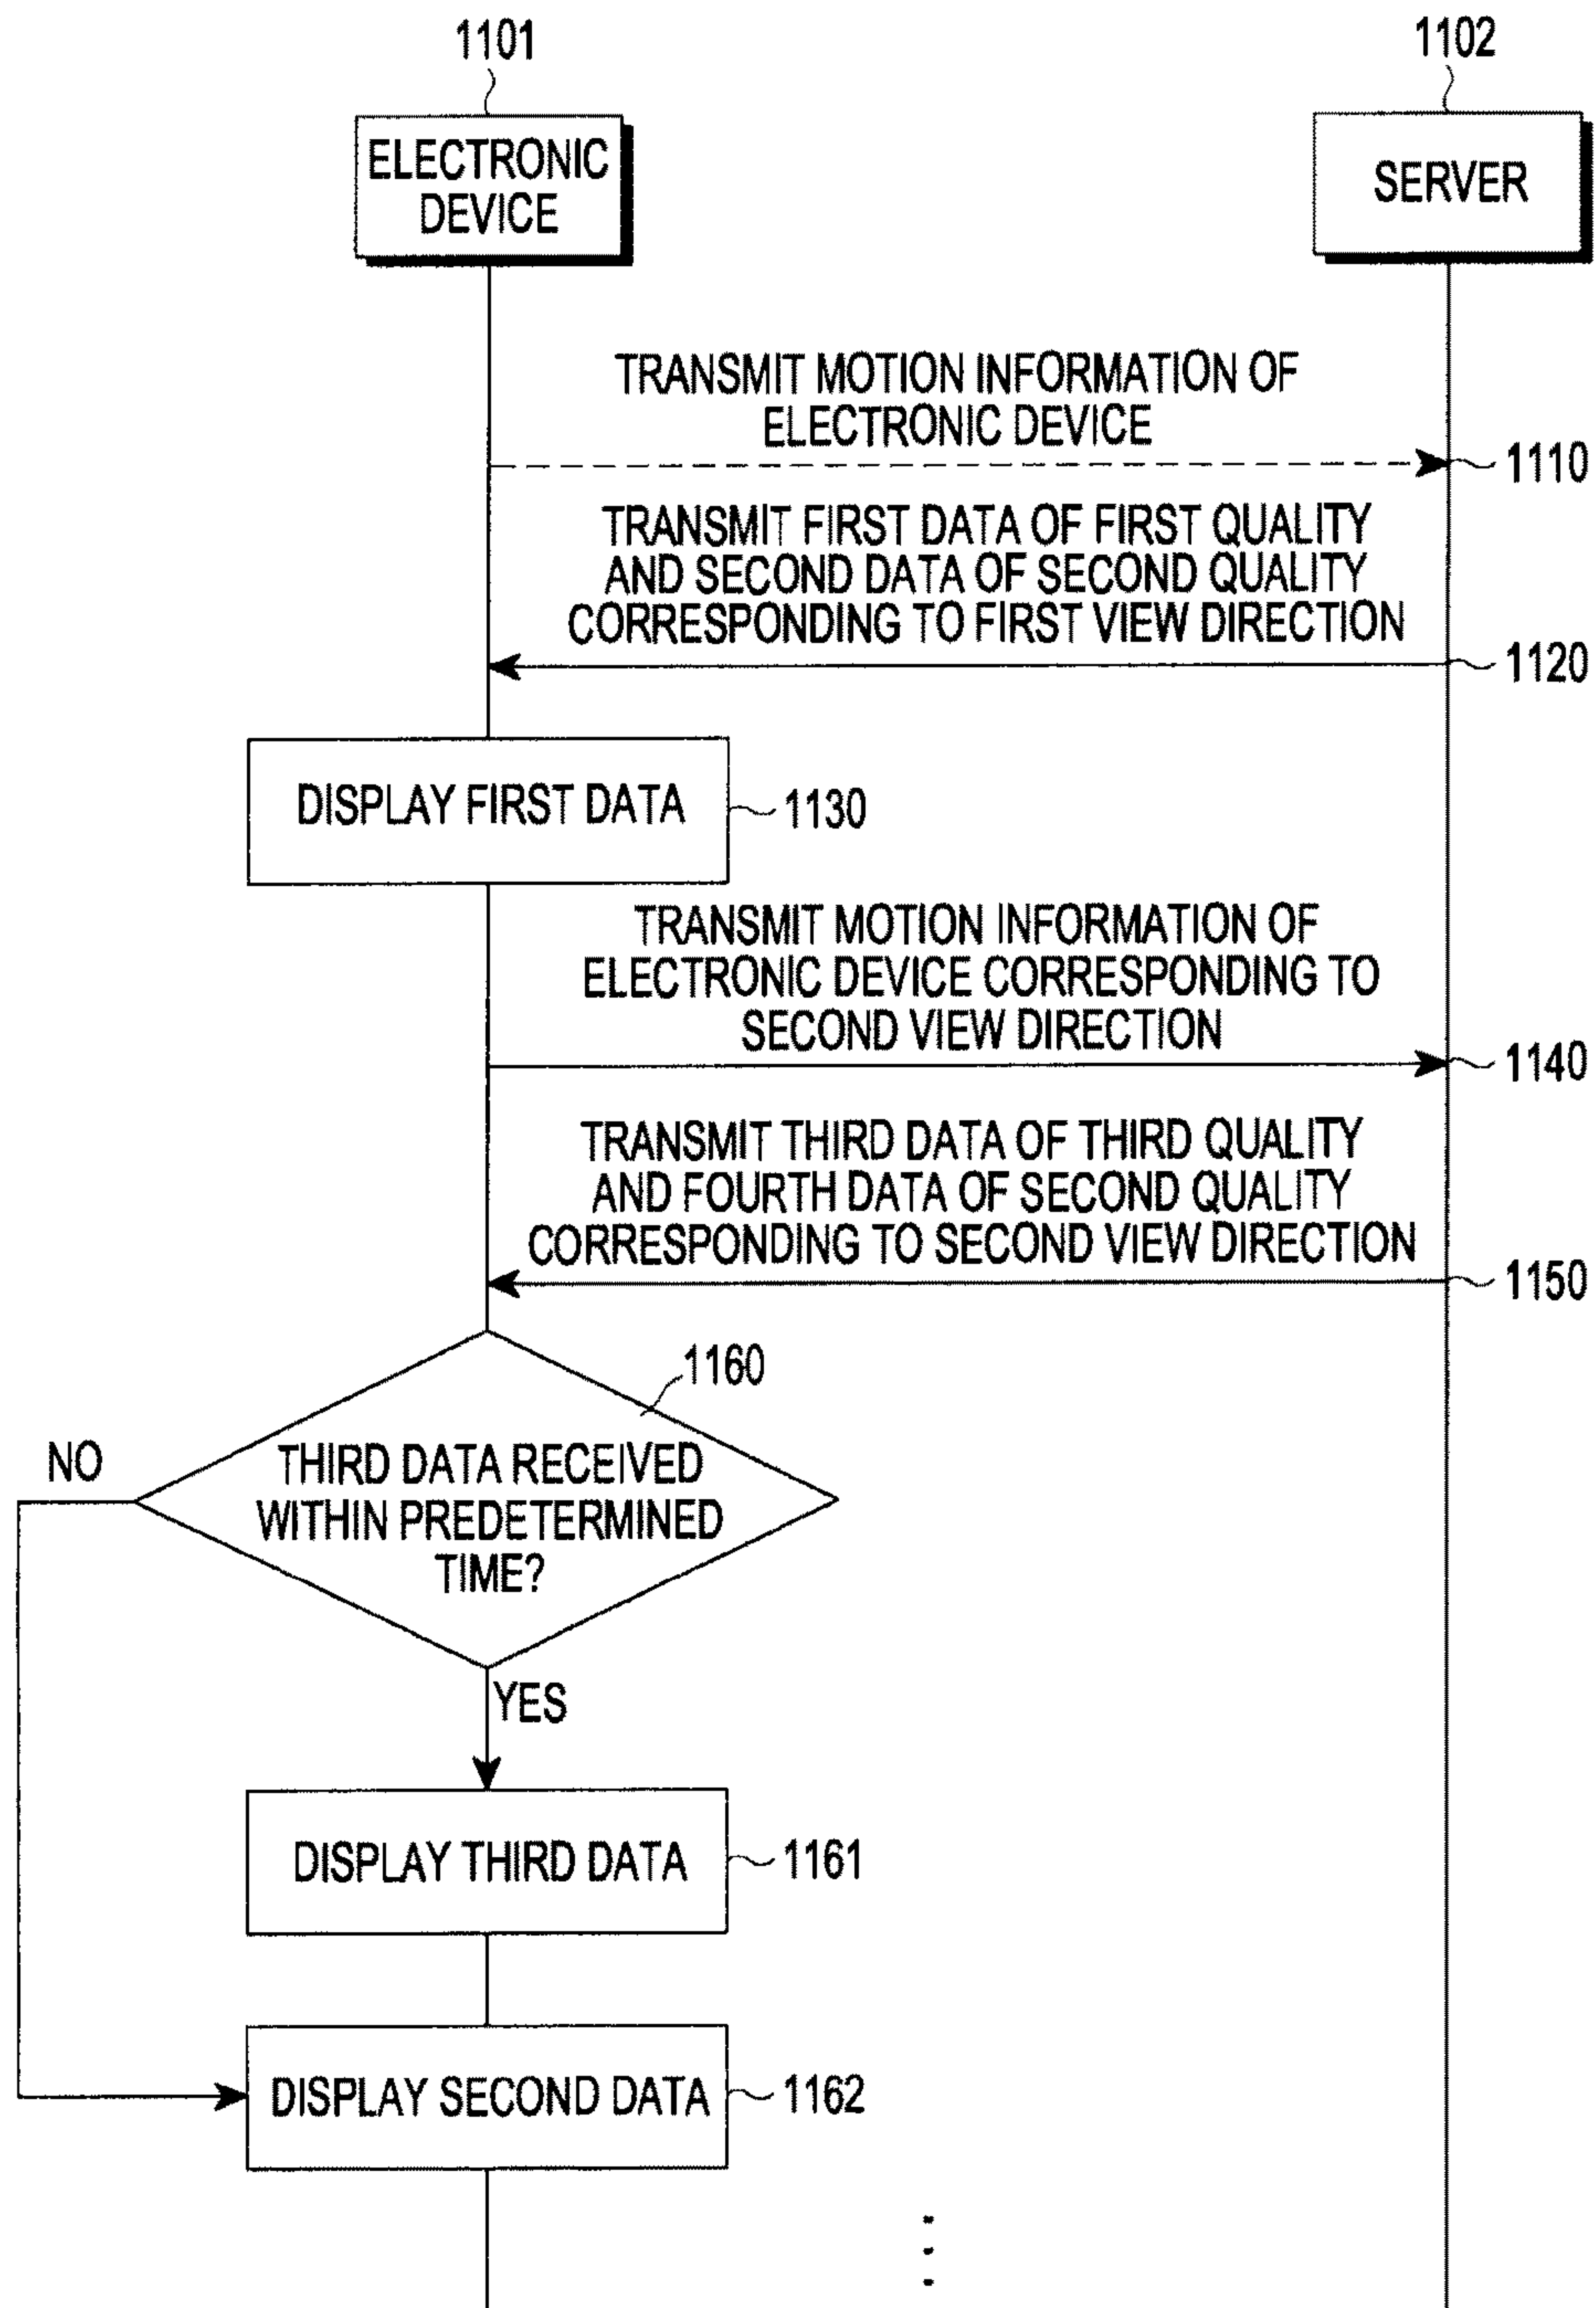 1101
1102
ELECTRONIC
DEVICE
SERVER
TRANSMIT MOTION INFORMATION OF
ELECTRONIC DEVICE
1110
TRANSMIT FIRST DATA OF FIRST QUALITY
AND SECOND DATA OF SECOND QUALITY
CORRESPONDING TO FIRST VIEW DIRECTION
1120
DISPLAY FIRST DATA
1130
TRANSMIT MOTION INFORMATION OF
ELECTRONIC DEVICE CORRESPONDING TO
SECOND VIEW DIRECTION
1140
TRANSMIT THIRD DATA OF THIRD QUALITY
AND FOURTH DATA OF SECOND QUALITY
CORRESPONDING TO SECOND VIEW DIRECTION
1150
1160
NO
THIRD DATA RECEIVED
WITHIN PREDETERMINED
TIME?
YES
DISPLAY THIRD DATA
1161
DISPLAY SECOND DATA
1162